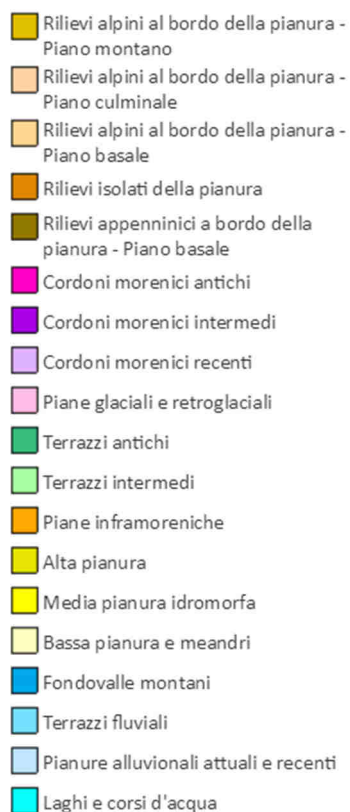 Rilievi alpini al bordo della pianura -
Piano montano
Rilievi alpini al bordo della pianura -
Piano culminale
Rilievi alpini al bordo della pianura -
Piano basale
Rilievi isolati della pianura
Rilievi appenninici a bordo della
pianura - Piano basale
Cordoni morenici antichi
Cordoni morenici intermedi
Cordoni morenici recenti
Piane glaciali e retroglaciali
Terrazzi antichi
Terrazzi intermedi
Piane inframoreniche
Alta pianura
Media pianura idromorfa
Bassa pianura e meandri
Fondovalle montani
Terrazzi fluviali
Pianure alluvionali attuali e recenti
Laghi e corsi d'acqua